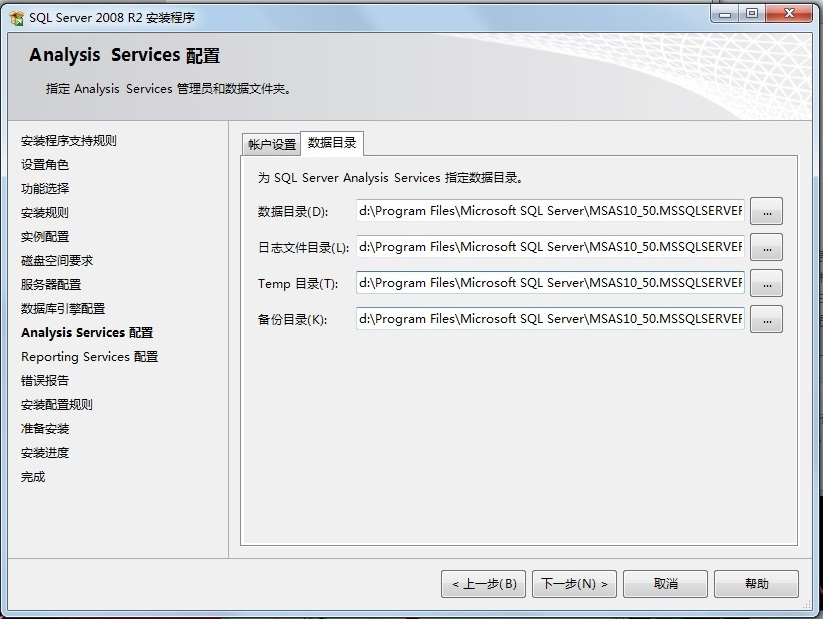 SQL Server 2008 R2 安装程序
Analysis Services 配置
指定 Analysis Services 管理员和数据文件夹。
安装程序支持规则
设置角色
功能选择
安装规则
实例配置
磁盘空间要求
服务器配置
数据库引擎配置
Analysis Services 配置
Reporting Services 配置
错误报告
安装配置规则
准备安装
安装进度
完成
帐户设置 数据目录
为 SQL Server Analysis Services 指定数据目录。
数据目录(D): d:\Program Files\Microsoft SQL Server\MSAS10_50.MSSQLSERVER ...
日志文件目录(L): d:\Program Files\Microsoft SQL Server\MSAS10_50.MSSQLSERVER ...
Temp 目录(T): d:\Program Files\Microsoft SQL Server\MSAS10_50.MSSQLSERVER ...
备份目录(K): d:\Program Files\Microsoft SQL Server\MSAS10_50.MSSQLSERVER ...
< 上一步(B) 下一步(N) > 取消 帮助